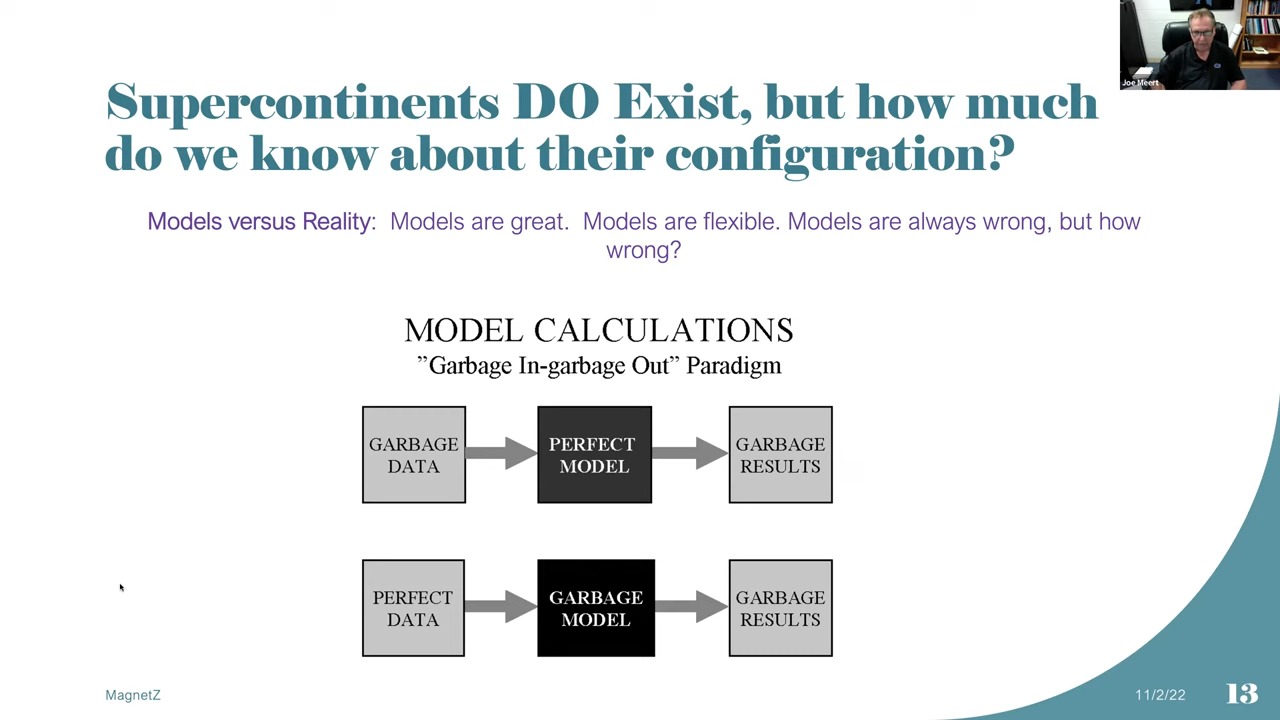 Joe Meert
Supercontinents DO Exist, but how much
do we know about their configuration?
Models versus Reality:  Models are great.  Models are flexible. Models are always wrong, but how
wrong?
MODEL CALCULATIONS
”Garbage In-garbage Out” Paradigm
GARBAGE
DATA
PERFECT
MODEL
GARBAGE
RESULTS
PERFECT
DATA
GARBAGE
MODEL
GARBAGE
RESULTS
MagnetZ
11/2/22
13